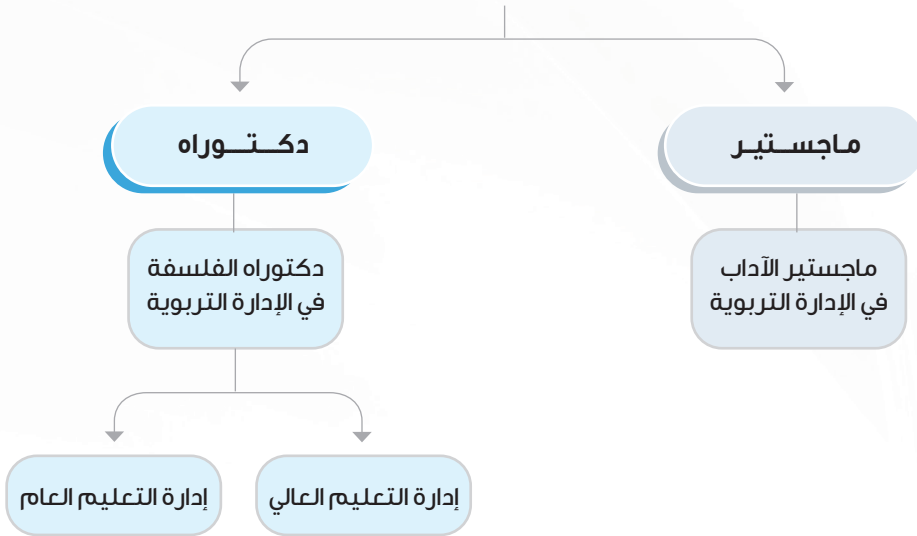 ماجستير
دكتوراه
ماجستير الآداب
في الإدارة التربوية
دكتوراه الفلسفة
في الإدارة التربوية
إدارة التعليم العالي
إدارة التعليم العام